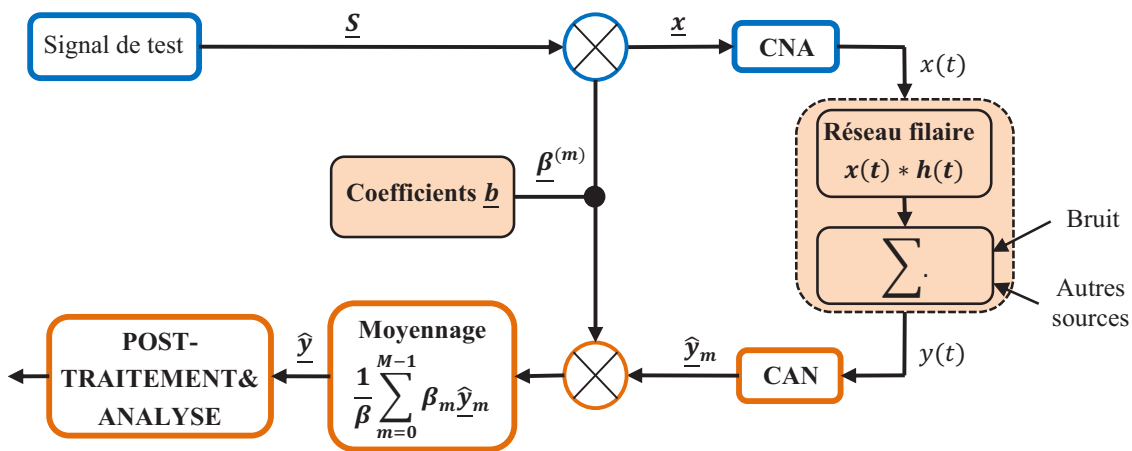 Signal de test
S
x
CNA
x(t)
Réseau filaire
x(t) ∗ h(t)
β^(m)
Coefficients b
Bruit
∑.
Autres
sources
POST-
TRAITEMENT&
ANALYSE
ŷ
Moyennage
1/β ∑_{m=0}^{M−1} β_m ŷ_m
ŷ_m
CAN
y(t)